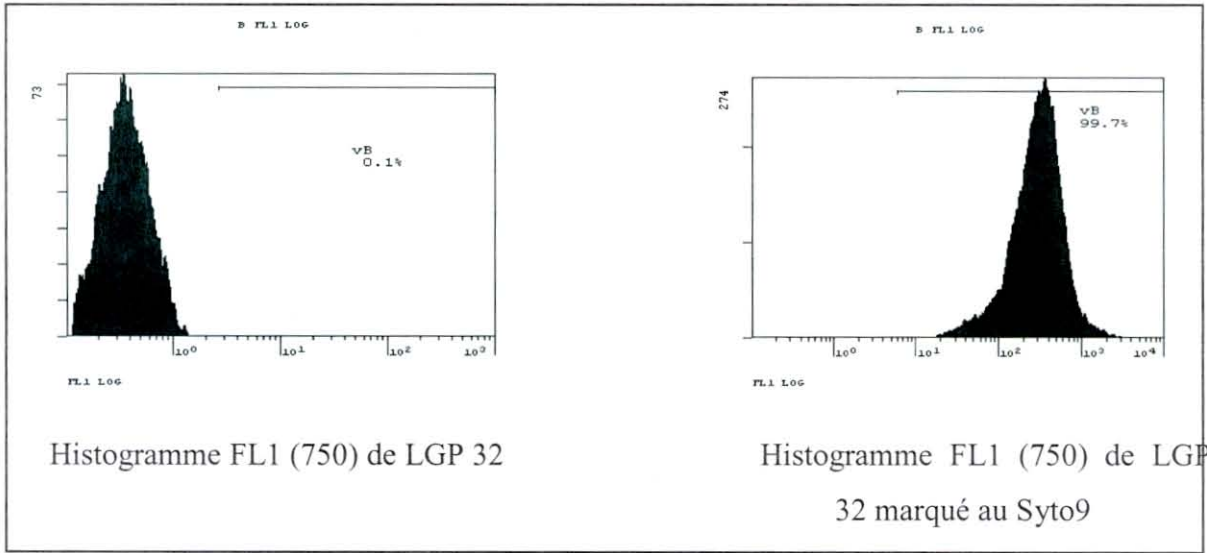 B FL1 LOG
73
vB
0.1%
10⁰ 10¹ 10² 10³
FL1 LOG
Histogramme FL1 (750) de LGP 32
B FL1 LOG
274
vB
99.7%
10⁰ 10¹ 10² 10³ 10⁴
FL1 LOG
Histogramme FL1 (750) de LGP
32 marqué au Syto9